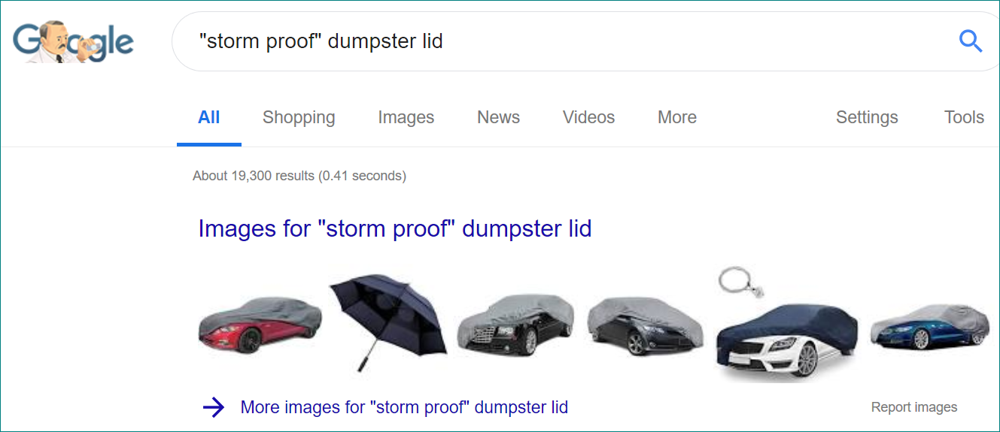 Google
"storm proof" dumpster lid
All Shopping Images News Videos More Settings Tools
About 19,300 results (0.41 seconds)
Images for "storm proof" dumpster lid
More images for "storm proof" dumpster lid Report images